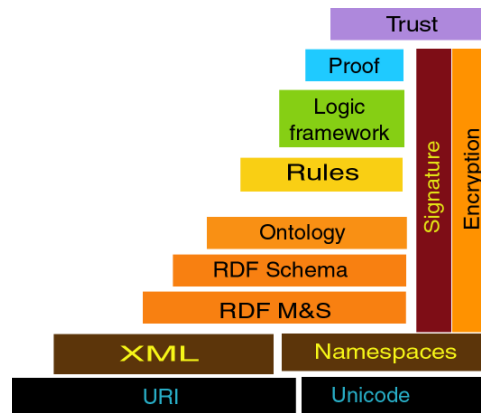 Trust
Proof
Logic
framework
Rules
Ontology
RDF Schema
RDF M&S
Signature
Encryption
XML
Namespaces
URI
Unicode